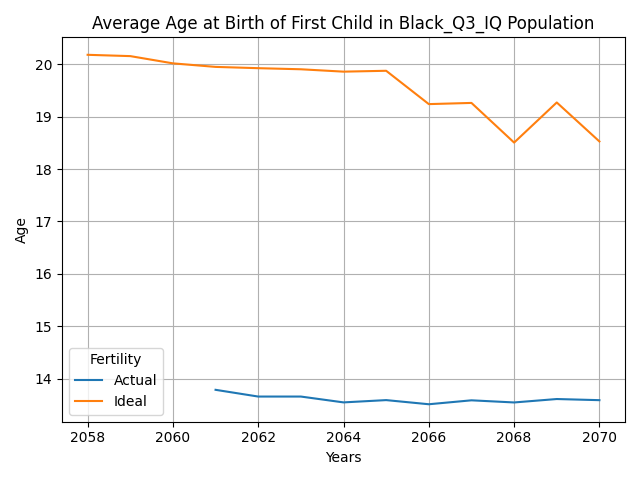 Average Age at Birth of First Child in Black_Q3_IQ Population
20
19
18
17
16
15
14
Age
Fertility
Actual
Ideal
2058 2060 2062 2064 2066 2068 2070
Years